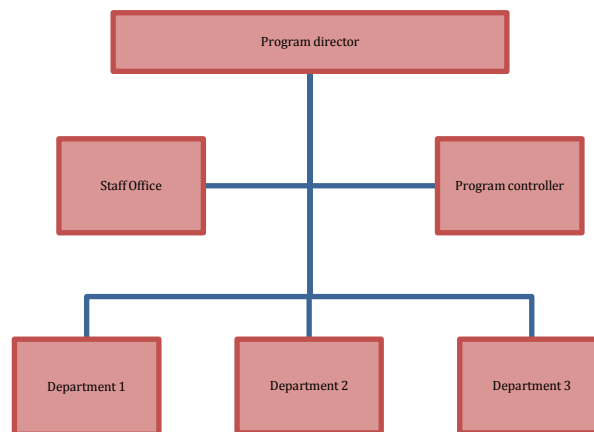 Program director
Staff Office
Program controller
Department 1
Department 2
Department 3